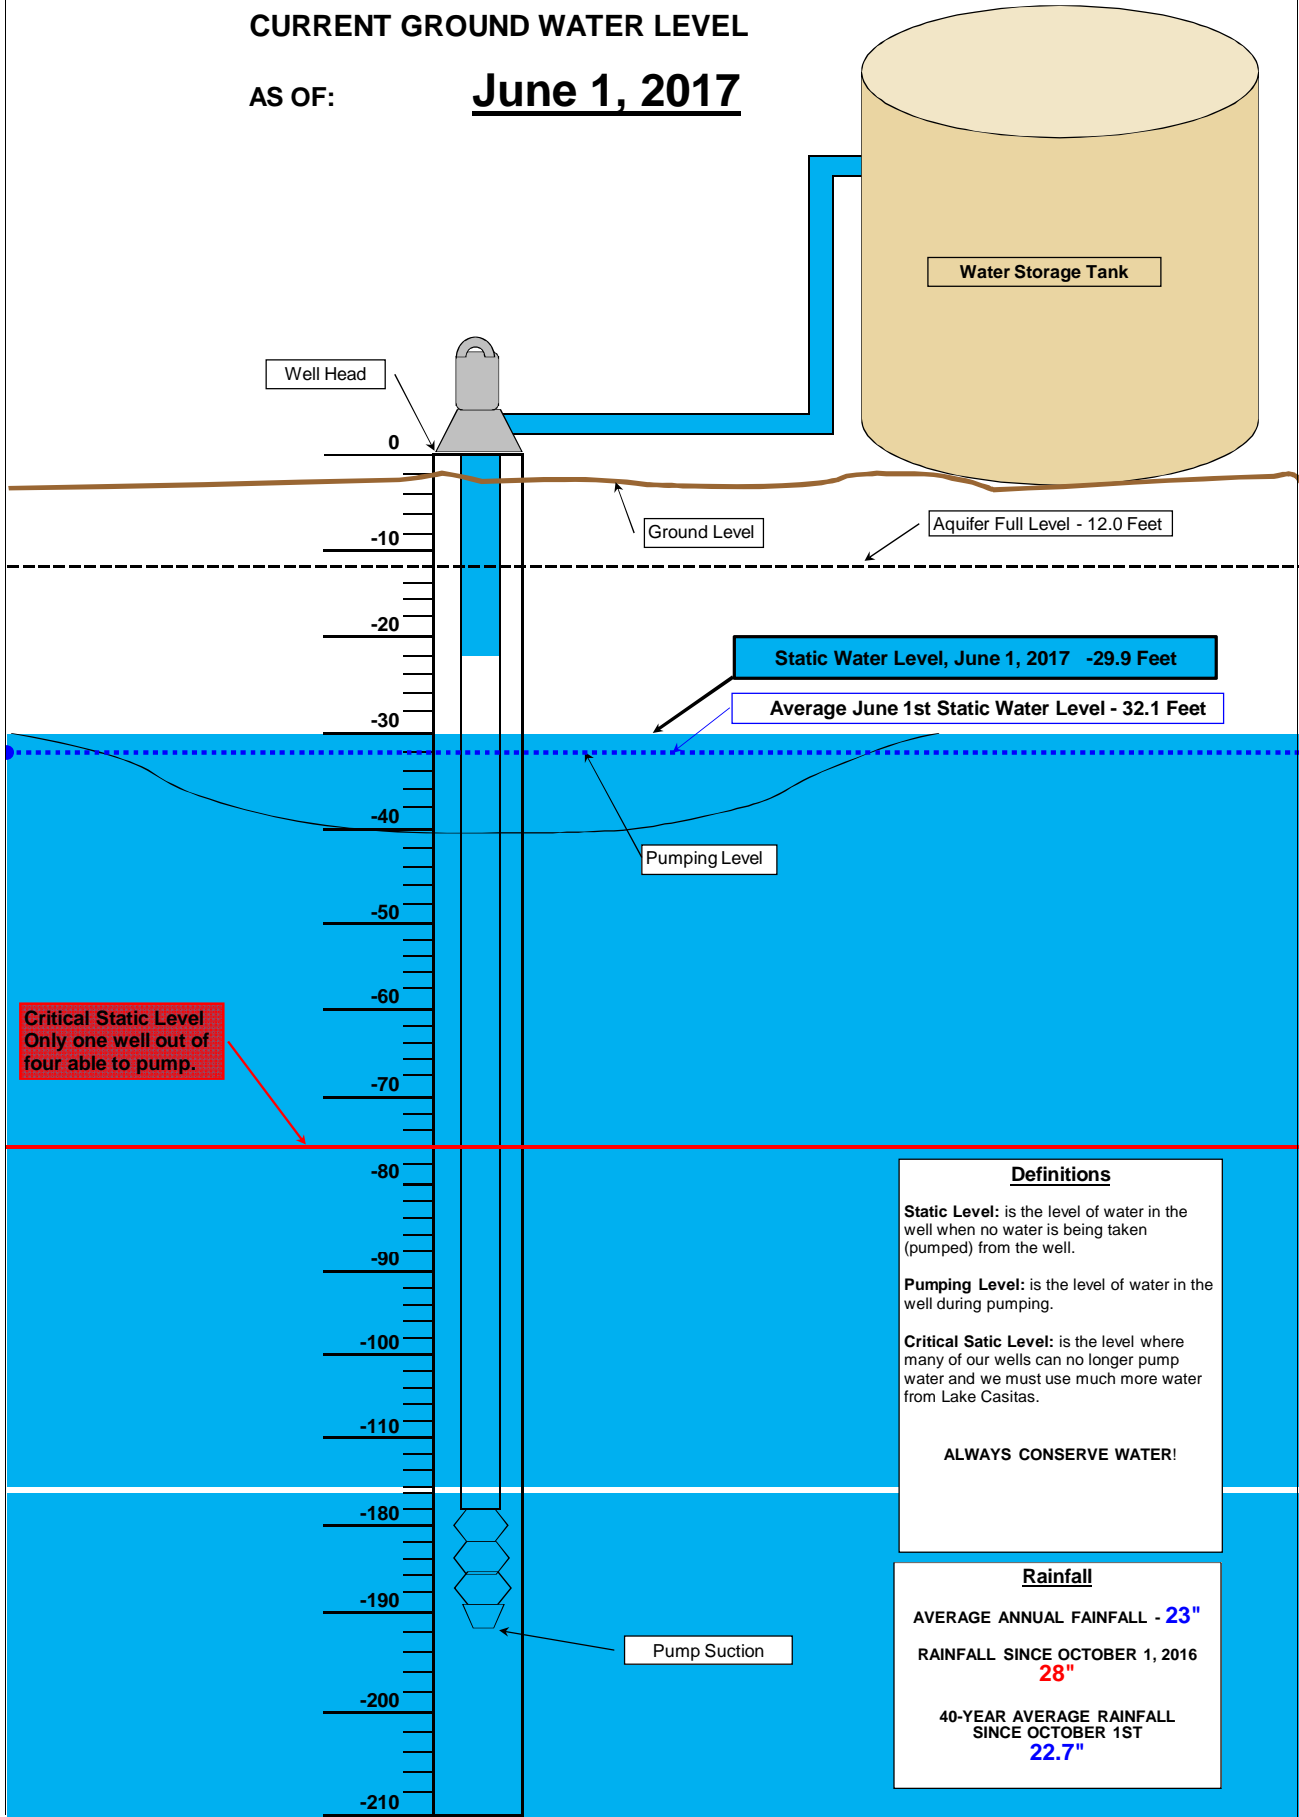 CURRENT GROUND WATER LEVEL
AS OF: June 1, 2017
Water Storage Tank
Well Head
0
Ground Level
Aquifer Full Level - 12.0 Feet
-10
-20
Static Water Level, June 1, 2017 -29.9 Feet
Average June 1st Static Water Level - 32.1 Feet
-30
-40
Pumping Level
-50
-60
Critical Static Level
Only one well out of
four able to pump.
-70
-80
-90
-100
-110
-180
-190
-200
-210
Pump Suction
Definitions
Static Level: is the level of water in the
well when no water is being taken
(pumped) from the well.
Pumping Level: is the level of water in the
well during pumping.
Critical Satic Level: is the level where
many of our wells can no longer pump
water and we must use much more water
from Lake Casitas.
ALWAYS CONSERVE WATER!
Rainfall
AVERAGE ANNUAL FAINFALL - 23"
RAINFALL SINCE OCTOBER 1, 2016
28"
40-YEAR AVERAGE RAINFALL
SINCE OCTOBER 1ST
22.7"